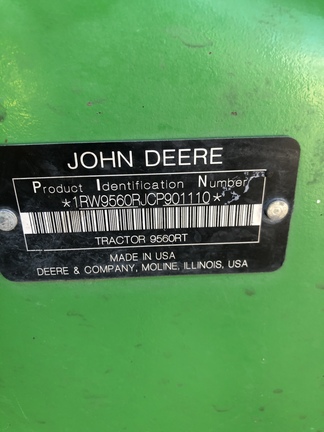 JOHN DEERE
Product Identification Number
*1RW9560RJCP901110*
TRACTOR 9560RT
MADE IN USA
DEERE & COMPANY, MOLINE, ILLINOIS, USA